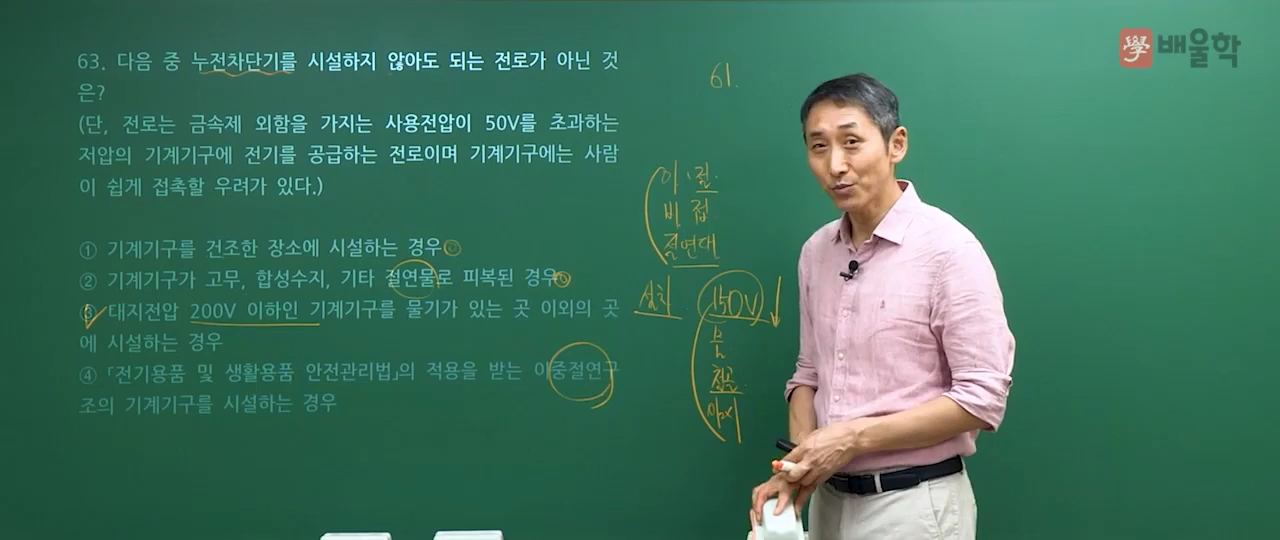 學 배울학
63. 다음 중 누전차단기를 시설하지 않아도 되는 전로가 아닌 것
은?
(단, 전로는 금속제 외함을 가지는 사용전압이 50V를 초과하는
저압의 기계기구에 전기를 공급하는 전로이며 기계기구에는 사람
이 쉽게 접촉할 우려가 있다.)
① 기계기구를 건조한 장소에 시설하는 경우
② 기계기구가 고무, 합성수지, 기타 절연물로 피복된 경우
③ 대지전압 200V 이하인 기계기구를 물기가 있는 곳 이외의 곳
에 시설하는 경우
④ 「전기용품 및 생활용품 안전관리법」의 적용을 받는 이중절연구
조의 기계기구를 시설하는 경우
61.
이·절.
비, 접
절연대
150V